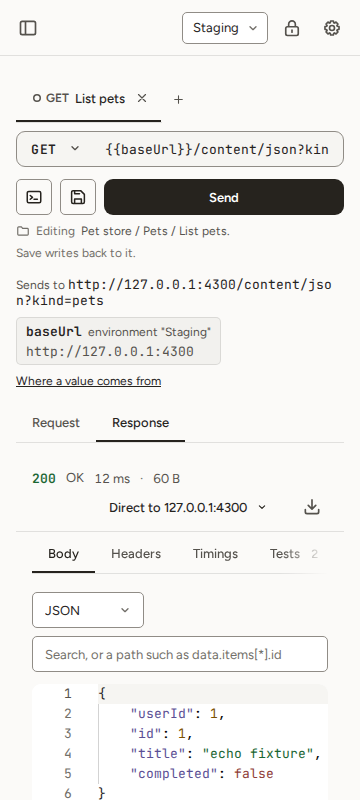 Staging
GET List pets
GET {{baseUrl}}/content/json?kin
Send
Editing Pet store / Pets / List pets.
Save writes back to it.
Sends to http://127.0.0.1:4300/content/jso
n?kind=pets
baseUrl environment "Staging"
http://127.0.0.1:4300
Where a value comes from
Request Response
200 OK 12 ms · 60 B
Direct to 127.0.0.1:4300
Body Headers Timings Tests 2
JSON
Search, or a path such as data.items[*].id
1 {
2 "userId": 1,
3 "id": 1,
4 "title": "echo fixture",
5 "completed": false
6 }